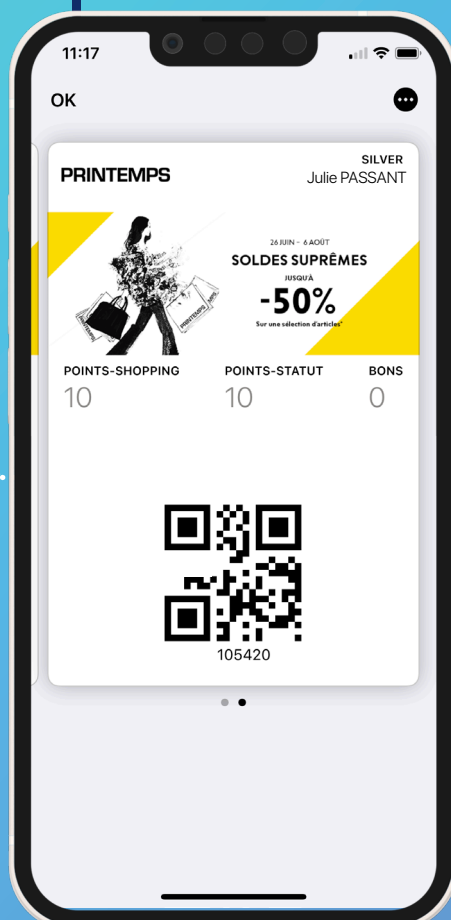 11:17
OK
PRINTEMPS
SILVER
Julie PASSANT
26 JUIN - 6 AOÛT
SOLDES SUPRÊMES
JUSQU'À
-50%
Sur une sélection d'articles*
PRINTEMPS
POINTS-SHOPPING POINTS-STATUT BONS
10 10 0
105420